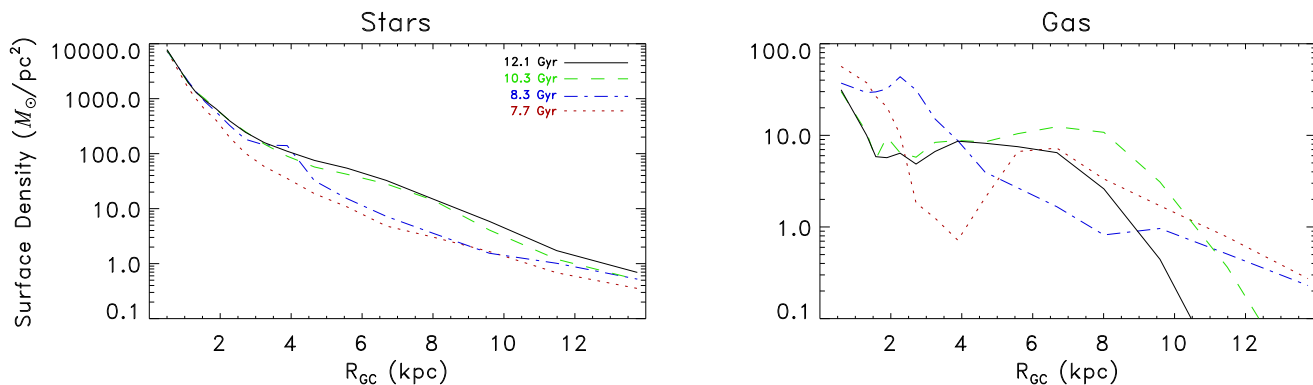 Stars
Surface Density (M⊙/pc²)
10000.0
1000.0
100.0
10.0
1.0
0.1
12.1 Gyr
10.3 Gyr
8.3 Gyr
7.7 Gyr
2 4 6 8 10 12
R_GC (kpc)
Gas
100.0
10.0
1.0
0.1
2 4 6 8 10 12
R_GC (kpc)